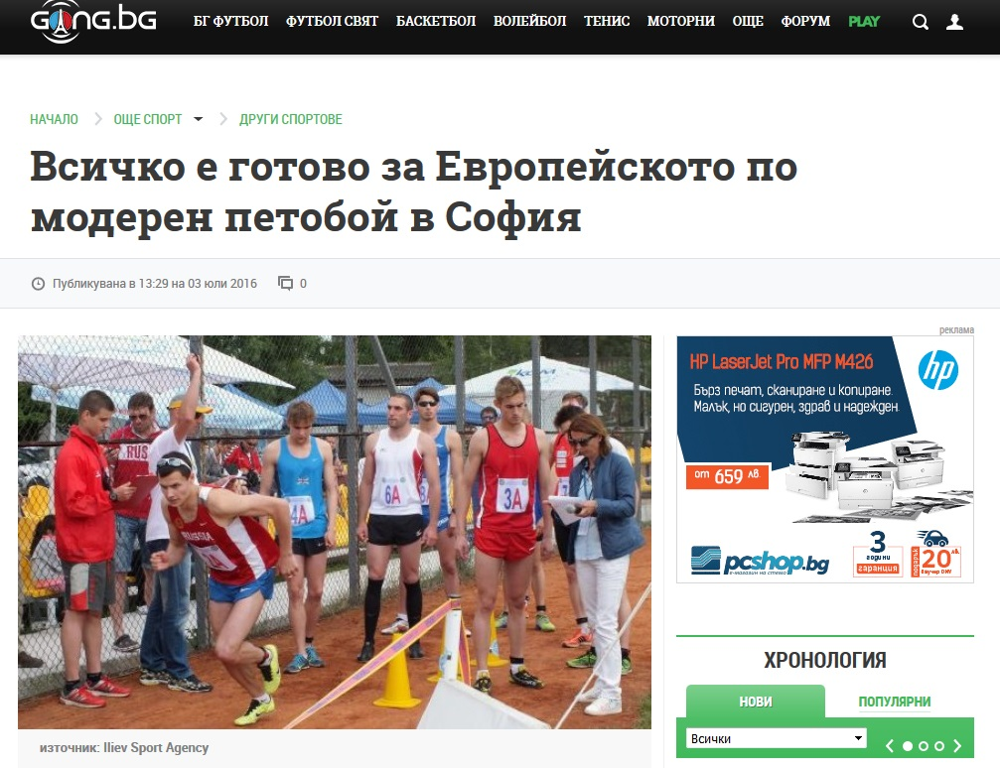 GONG.bg
БГ ФУТБОЛ ФУТБОЛ СВЯТ БАСКЕТБОЛ ВОЛЕЙБОЛ ТЕНИС МОТОРНИ ОЩЕ ФОРУМ PLAY
НАЧАЛО ОЩЕ СПОРТ ДРУГИ СПОРТОВЕ
Всичко е готово за Европейското по
модерен петобой в София
Публикувана в 13:29 на 03 юли 2016 0
реклама
HP LaserJet Pro MFP M426
hp
Бърз печат, сканиране и копиране.
Малък, но сигурен, здрав и надежден.
от 659 лв.
pcshop.bg
3
години
гаранция
20 лв.
RUS
RUSSIA
4A
6A
3A
7
източник: Iliev Sport Agency
ХРОНОЛОГИЯ
НОВИ ПОПУЛЯРНИ
Всички